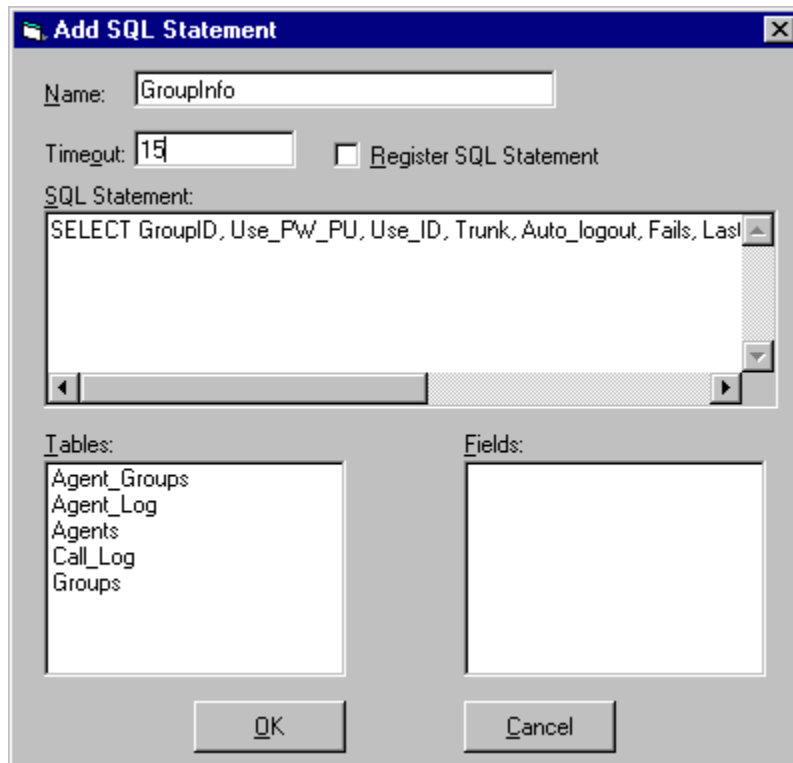 Add SQL Statement
Name: GroupInfo
Timeout: 15 Register SQL Statement
SQL Statement:
SELECT GroupID, Use_PW_PU, Use_ID, Trunk, Auto_logout, Fails, Last
Tables: Fields:
Agent_Groups
Agent_Log
Agents
Call_Log
Groups
OK Cancel